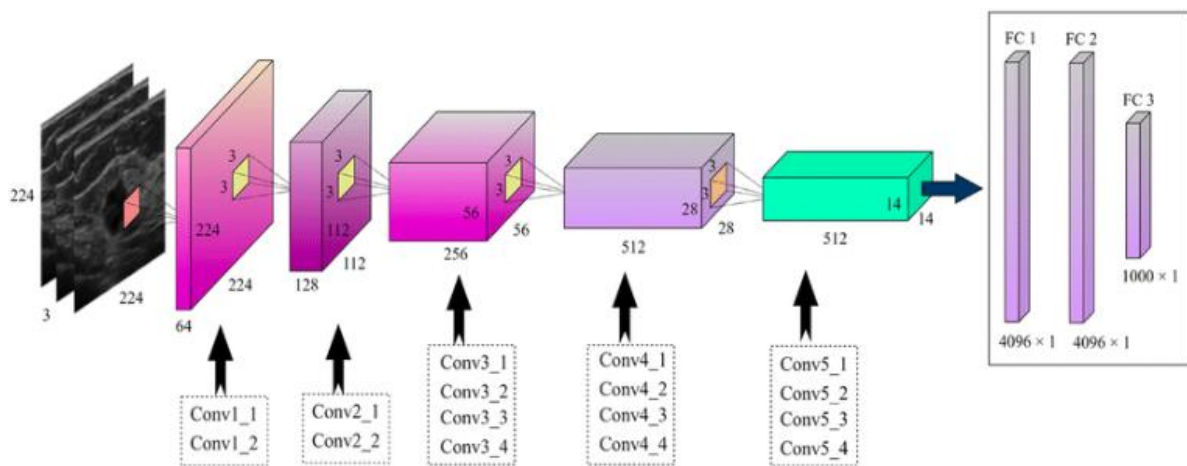 224
3
224
64
224
224
3
3
128
112
112
3
3
256
56
56
3
3
512
28
28
3
3
512
14
14
FC 1
FC 2
FC 3
4096 × 1
4096 × 1
1000 × 1
Conv1_1
Conv1_2
Conv2_1
Conv2_2
Conv3_1
Conv3_2
Conv3_3
Conv3_4
Conv4_1
Conv4_2
Conv4_3
Conv4_4
Conv5_1
Conv5_2
Conv5_3
Conv5_4